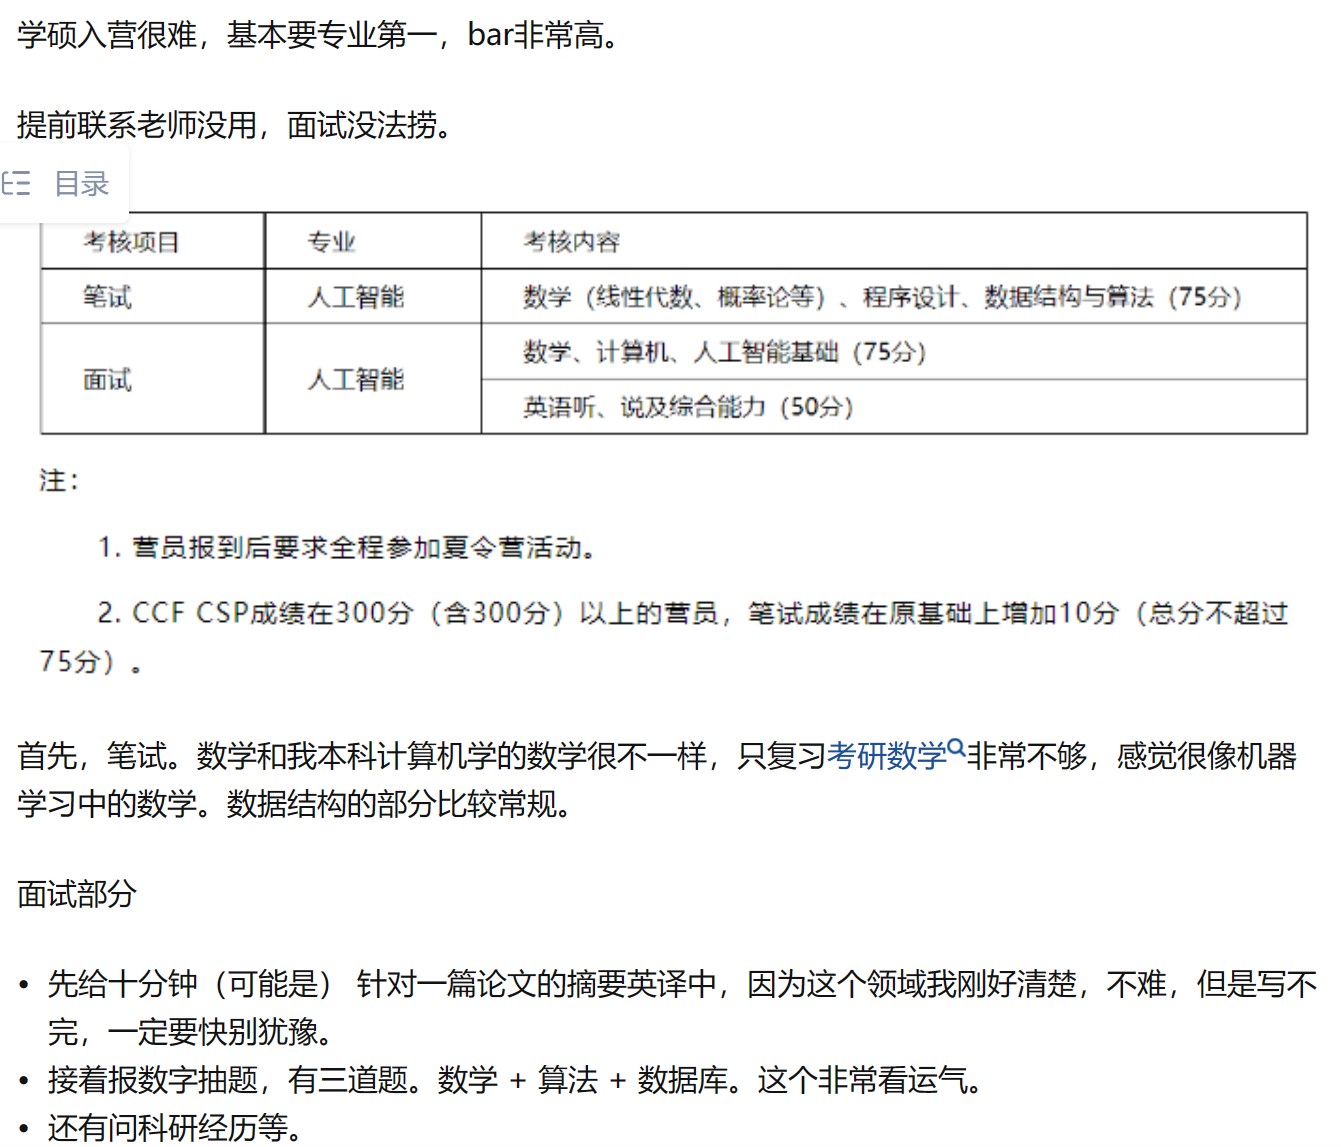 学硕入营很难，基本要专业第一，bar非常高。
提前联系老师没用，面试没法捞。
目录
考核项目 专业 考核内容
笔试 人工智能 数学（线性代数、概率论等）、程序设计、数据结构与算法（75分）
面试 人工智能 数学、计算机、人工智能基础（75分）
英语听、说及综合能力（50分）
注：
1. 营员报到后要求全程参加夏令营活动。
2. CCF CSP成绩在300分（含300分）以上的营员，笔试成绩在原基础上增加10分（总分不超过
75分）。
首先，笔试。数学和我本科计算机学的数学很不一样，只复习考研数学非常不够，感觉很像机器
学习中的数学。数据结构的部分比较常规。
面试部分
• 先给十分钟（可能是） 针对一篇论文的摘要英译中，因为这个领域我刚好清楚，不难，但是写不
完，一定要快别犹豫。
• 接着报数字抽题，有三道题。数学 + 算法 + 数据库。这个非常看运气。
• 还有问科研经历等。